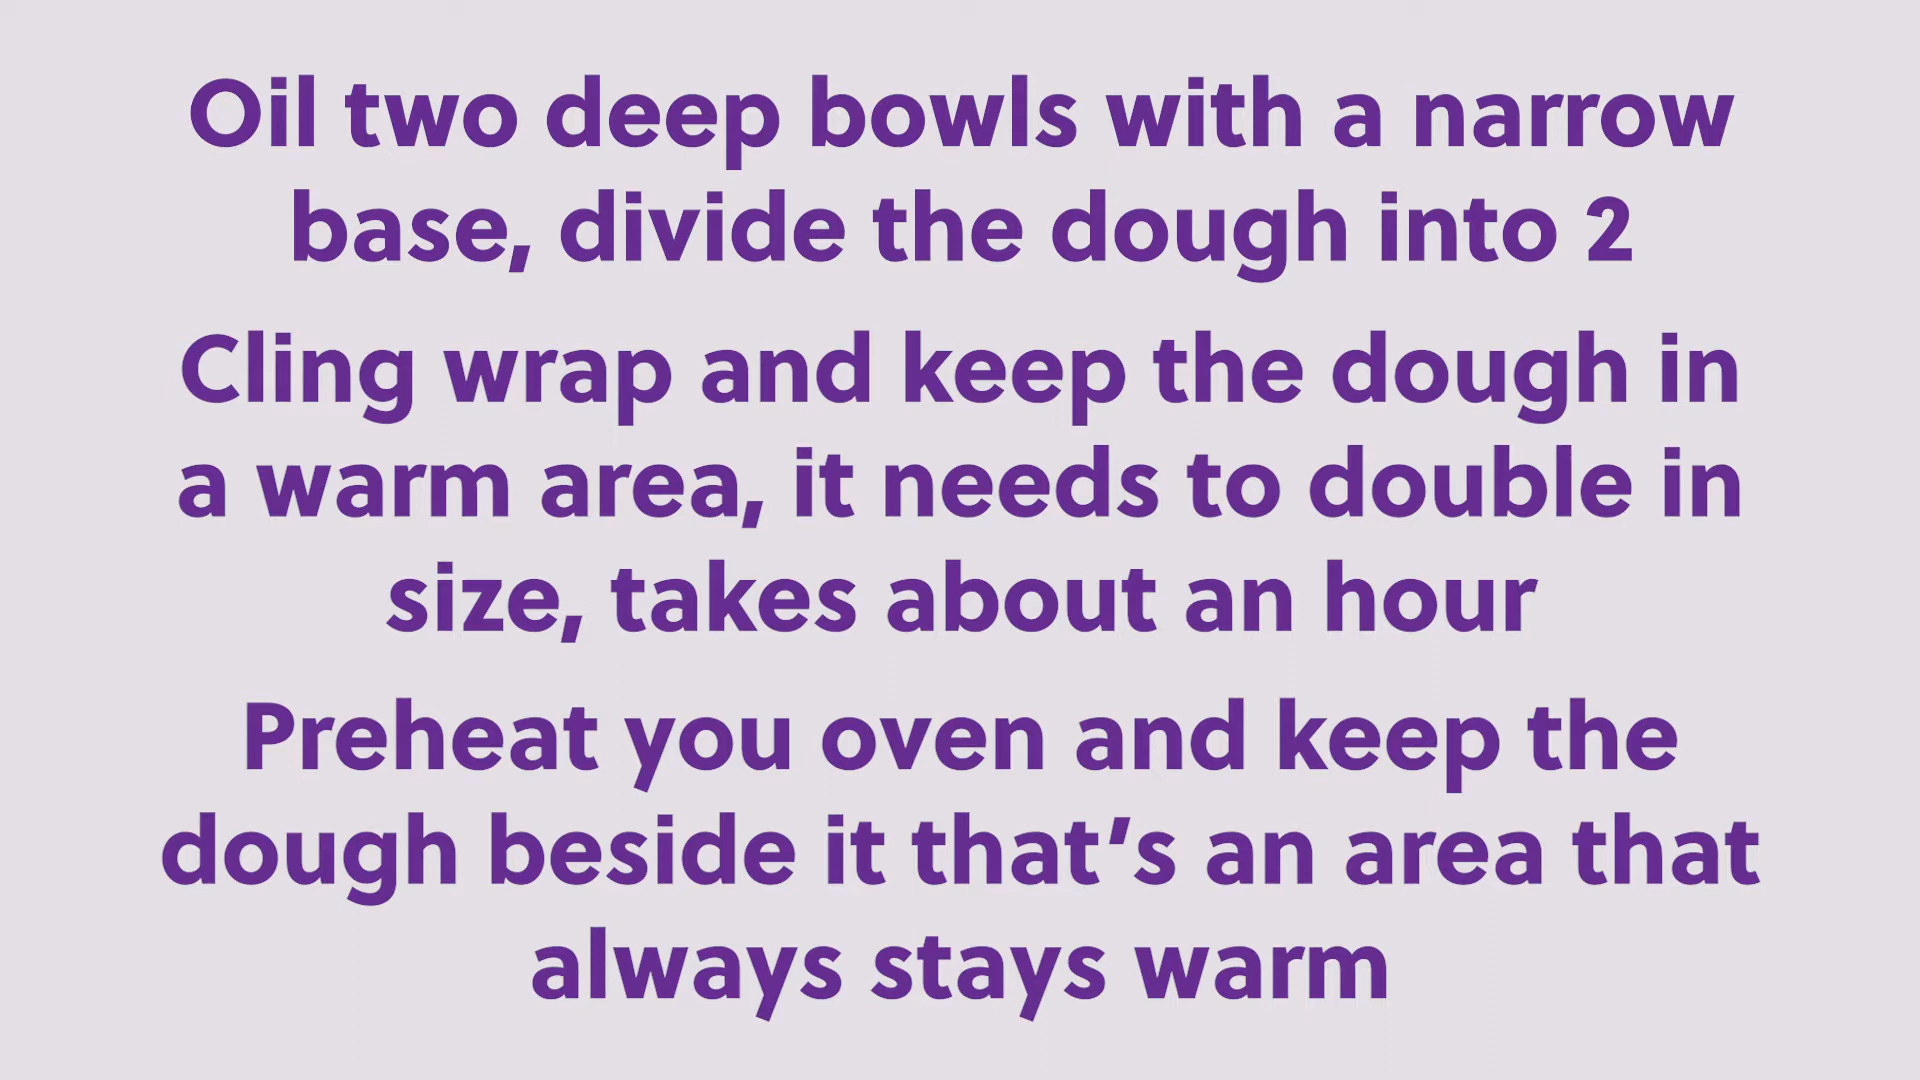 Oil two deep bowls with a narrow
base, divide the dough into 2
Cling wrap and keep the dough in
a warm area, it needs to double in
size, takes about an hour
Preheat you oven and keep the
dough beside it that’s an area that
always stays warm